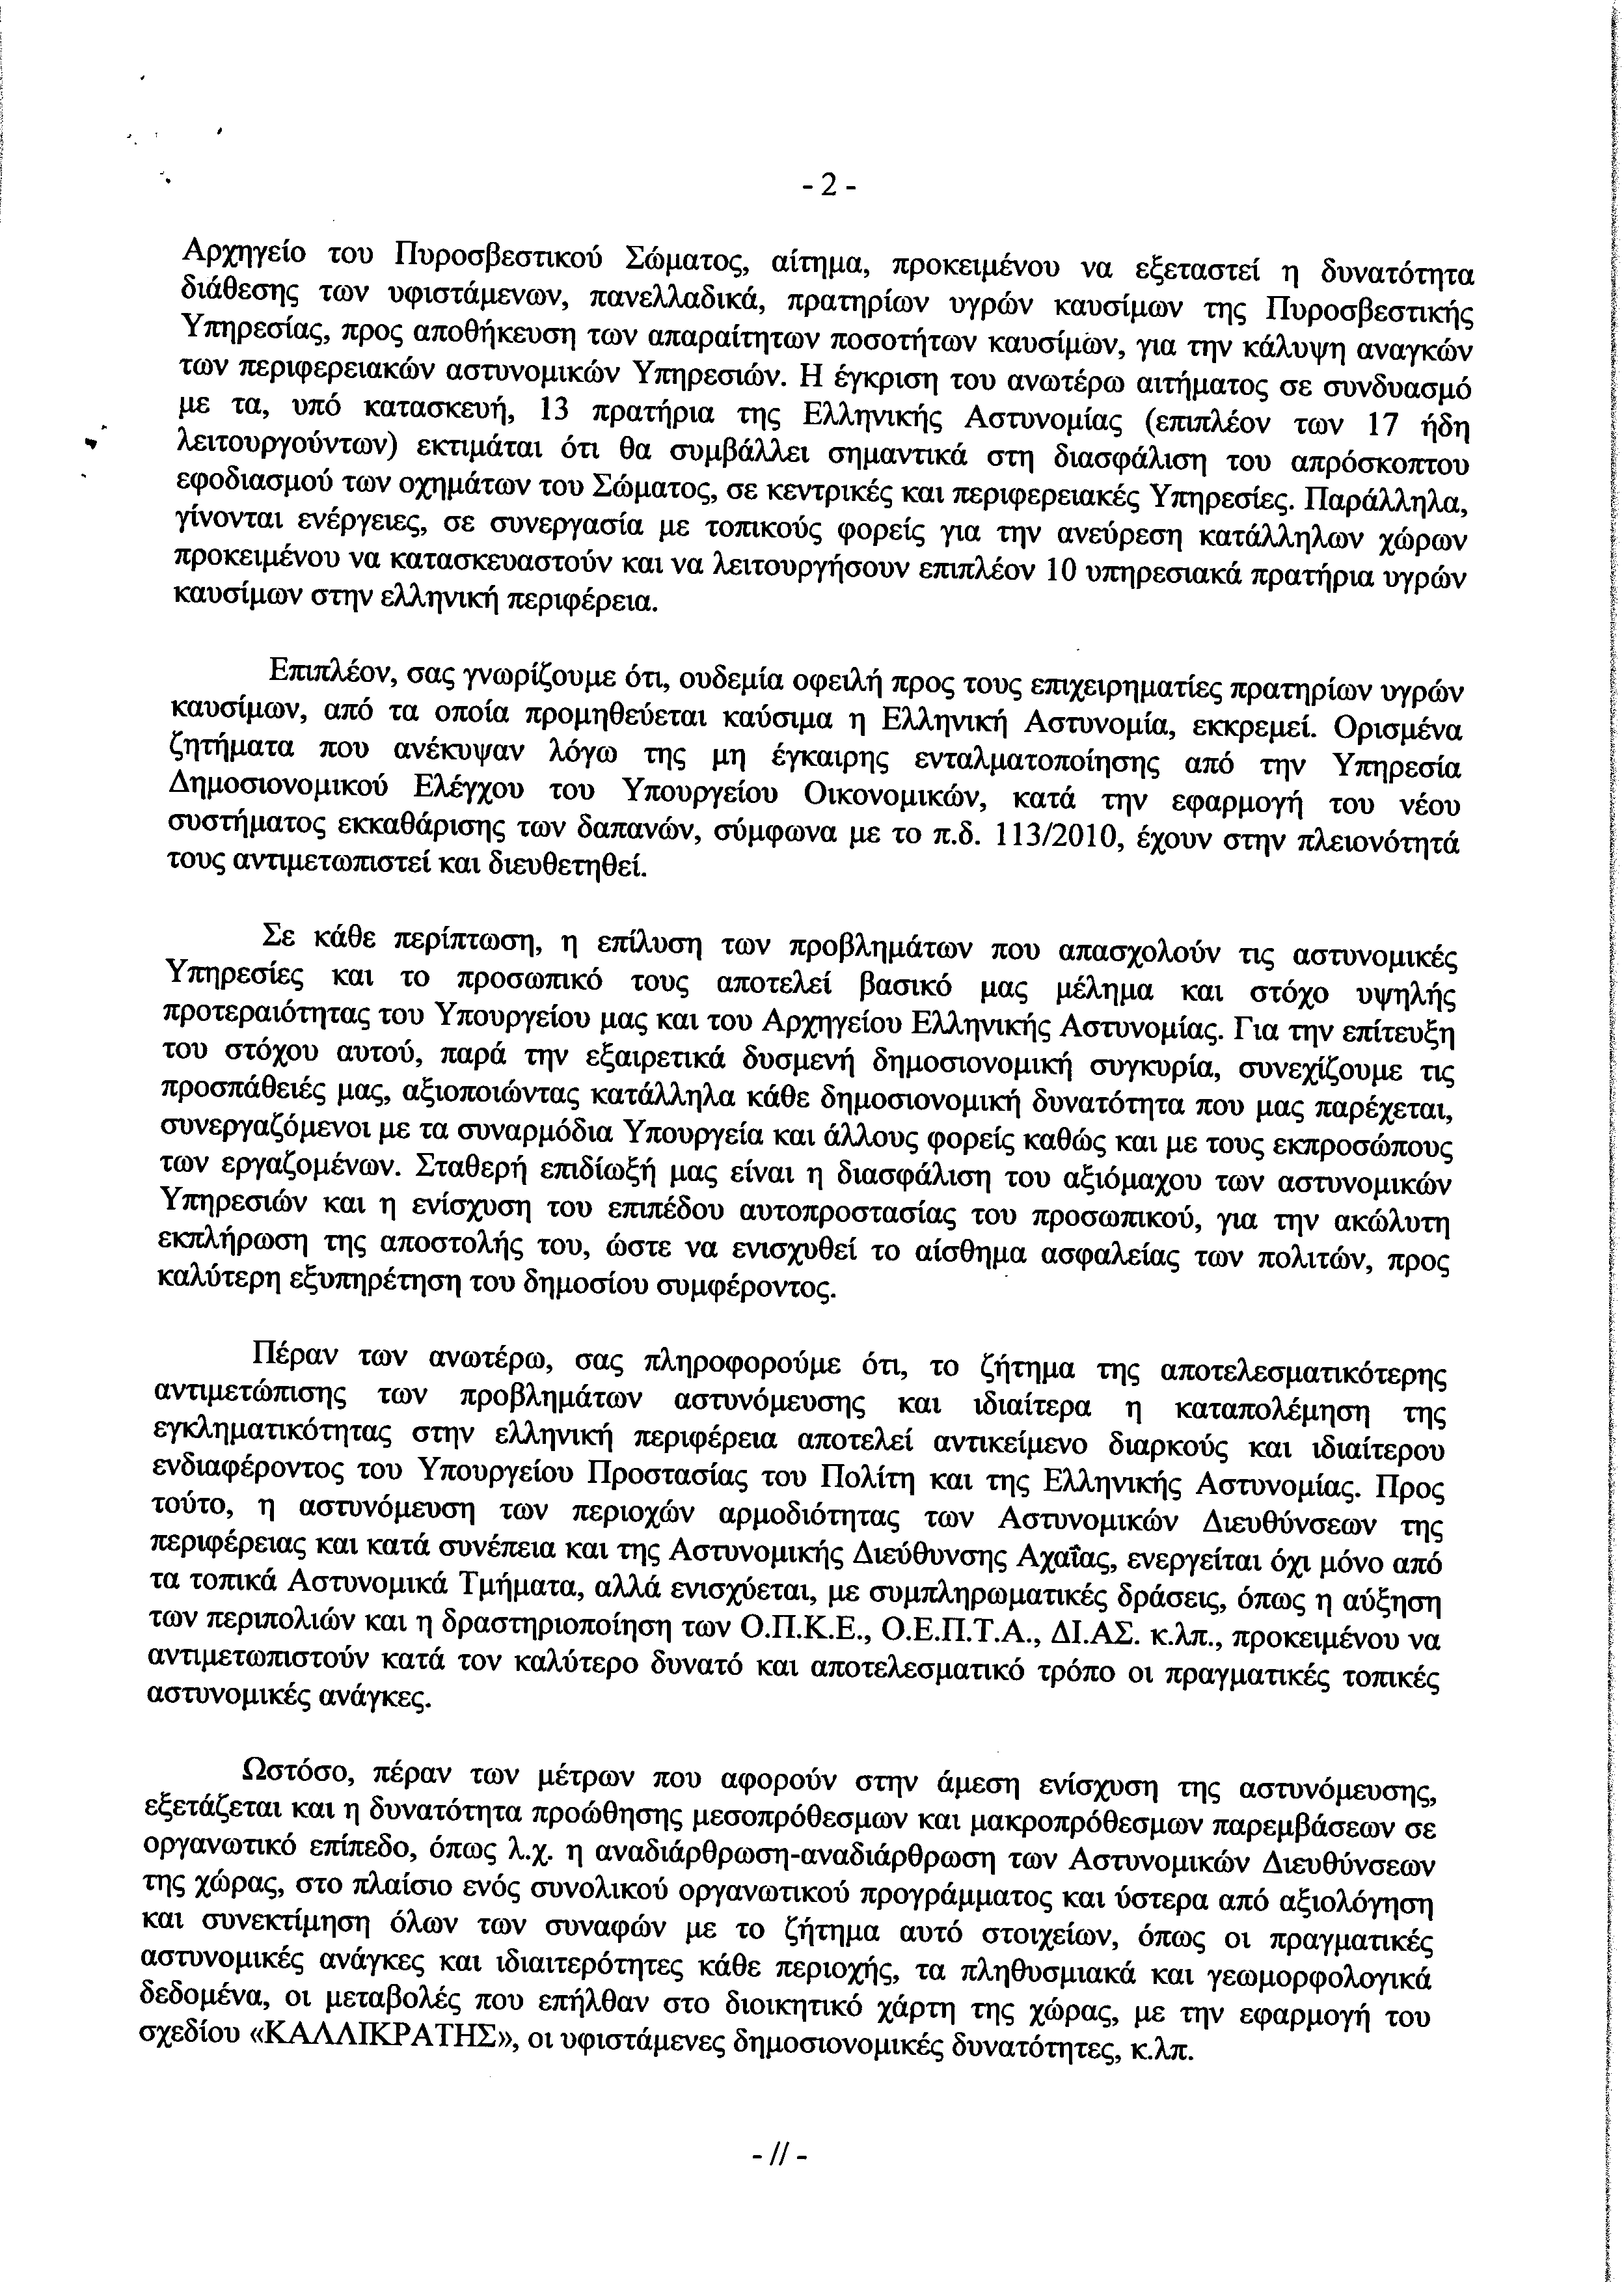 - 2 -
Αρχηγείο του Πυροσβεστικού Σώματος, αίτημα, προκειμένου να εξεταστεί η δυνατότητα
διάθεσης των υφιστάμενων, πανελλαδικά, πρατηρίων υγρών καυσίμων της Πυροσβεστικής
Υπηρεσίας, προς αποθήκευση των απαραίτητων ποσοτήτων καυσίμων, για την κάλυψη αναγκών
των περιφερειακών αστυνομικών Υπηρεσιών. Η έγκριση του ανωτέρω αιτήματος σε συνδυασμό
με τα, υπό κατασκευή, 13 πρατήρια της Ελληνικής Αστυνομίας (επιπλέον των 17 ήδη
λειτουργούντων) εκτιμάται ότι θα συμβάλλει σημαντικά στη διασφάλιση του απρόσκοπτου
εφοδιασμού των οχημάτων του Σώματος, σε κεντρικές και περιφερειακές Υπηρεσίες. Παράλληλα,
γίνονται ενέργειες, σε συνεργασία με τοπικούς φορείς για την ανεύρεση κατάλληλων χώρων
προκειμένου να κατασκευαστούν και να λειτουργήσουν επιπλέον 10 υπηρεσιακά πρατήρια υγρών
καυσίμων στην ελληνική περιφέρεια.
Επιπλέον, σας γνωρίζουμε ότι, ουδεμία οφειλή προς τους επιχειρηματίες πρατηρίων υγρών
καυσίμων, από τα οποία προμηθεύεται καύσιμα η Ελληνική Αστυνομία, εκκρεμεί. Ορισμένα
ζητήματα που ανέκυψαν λόγω της μη έγκαιρης ενταλματοποίησης από την Υπηρεσία
Δημοσιονομικού Ελέγχου του Υπουργείου Οικονομικών, κατά την εφαρμογή του νέου
συστήματος εκκαθάρισης των δαπανών, σύμφωνα με το π.δ. 113/2010, έχουν στην πλειονότητά
τους αντιμετωπιστεί και διευθετηθεί.
Σε κάθε περίπτωση, η επίλυση των προβλημάτων που απασχολούν τις αστυνομικές
Υπηρεσίες και το προσωπικό τους αποτελεί βασικό μας μέλημα και στόχο υψηλής
προτεραιότητας του Υπουργείου μας και του Αρχηγείου Ελληνικής Αστυνομίας. Για την επίτευξη
του στόχου αυτού, παρά την εξαιρετικά δυσμενή δημοσιονομική συγκυρία, συνεχίζουμε τις
προσπάθειές μας, αξιοποιώντας κατάλληλα κάθε δημοσιονομική δυνατότητα που μας παρέχεται,
συνεργαζόμενοι με τα συναρμόδια Υπουργεία και άλλους φορείς καθώς και με τους εκπροσώπους
των εργαζομένων. Σταθερή επιδίωξή μας είναι η διασφάλιση του αξιόμαχου των αστυνομικών
Υπηρεσιών και η ενίσχυση του επιπέδου αυτοπροστασίας του προσωπικού, για την ακώλυτη
εκπλήρωση της αποστολής του, ώστε να ενισχυθεί το αίσθημα ασφαλείας των πολιτών, προς
καλύτερη εξυπηρέτηση του δημοσίου συμφέροντος.
Πέραν των ανωτέρω, σας πληροφορούμε ότι, το ζήτημα της αποτελεσματικότερης
αντιμετώπισης των προβλημάτων αστυνόμευσης και ιδιαίτερα η καταπολέμηση της
εγκληματικότητας στην ελληνική περιφέρεια αποτελεί αντικείμενο διαρκούς και ιδιαίτερου
ενδιαφέροντος του Υπουργείου Προστασίας του Πολίτη και της Ελληνικής Αστυνομίας. Προς
τούτο, η αστυνόμευση των περιοχών αρμοδιότητας των Αστυνομικών Διευθύνσεων της
περιφέρειας και κατά συνέπεια και της Αστυνομικής Διεύθυνσης Αχαΐας, ενεργείται όχι μόνο από
τα τοπικά Αστυνομικά Τμήματα, αλλά ενισχύεται, με συμπληρωματικές δράσεις, όπως η αύξηση
των περιπολιών και η δραστηριοποίηση των Ο.Π.Κ.Ε., Ο.Ε.Π.Τ.Α., ΔΙ.ΑΣ. κ.λπ., προκειμένου να
αντιμετωπιστούν κατά τον καλύτερο δυνατό και αποτελεσματικό τρόπο οι πραγματικές τοπικές
αστυνομικές ανάγκες.
Ωστόσο, πέραν των μέτρων που αφορούν στην άμεση ενίσχυση της αστυνόμευσης,
εξετάζεται και η δυνατότητα προώθησης μεσοπρόθεσμων και μακροπρόθεσμων παρεμβάσεων σε
οργανωτικό επίπεδο, όπως λ.χ. η αναδιάρθρωση-αναδιάρθρωση των Αστυνομικών Διευθύνσεων
της χώρας, στο πλαίσιο ενός συνολικού οργανωτικού προγράμματος και ύστερα από αξιολόγηση
και συνεκτίμηση όλων των συναφών με το ζήτημα αυτό στοιχείων, όπως οι πραγματικές
αστυνομικές ανάγκες και ιδιαιτερότητες κάθε περιοχής, τα πληθυσμιακά και γεωμορφολογικά
δεδομένα, οι μεταβολές που επήλθαν στο διοικητικό χάρτη της χώρας, με την εφαρμογή του
σχεδίου «ΚΑΛΛΙΚΡΑΤΗΣ», οι υφιστάμενες δημοσιονομικές δυνατότητες, κ.λπ.
- // -